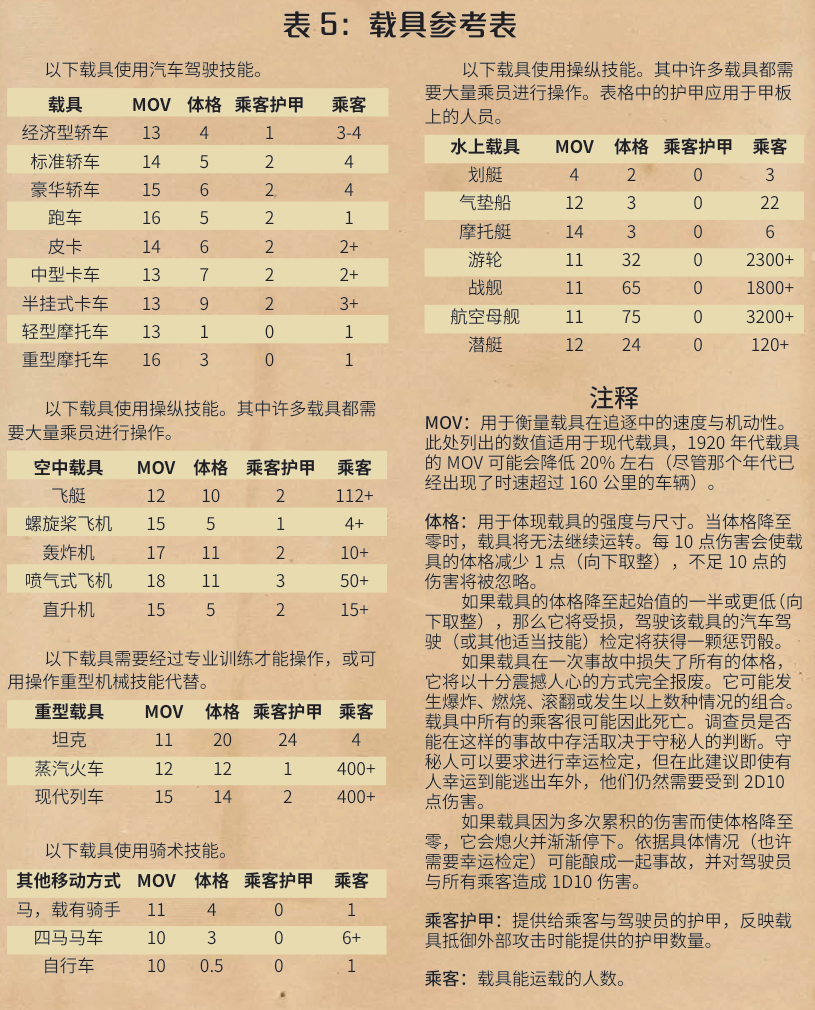 表 5：载具参考表
以下载具使用汽车驾驶技能。
载具 MOV 体格 乘客护甲 乘客
经济型轿车 13 4 1 3-4
标准轿车 14 5 2 4
豪华轿车 15 6 2 4
跑车 16 5 2 1
皮卡 14 6 2 2+
中型卡车 13 7 2 2+
半挂式卡车 13 9 2 3+
轻型摩托车 13 1 0 1
重型摩托车 16 3 0 1
以下载具使用操纵技能。其中许多载具都需
要大量乘员进行操作。
空中载具 MOV 体格 乘客护甲 乘客
飞艇 12 10 2 112+
螺旋桨飞机 15 5 1 4+
轰炸机 17 11 2 10+
喷气式飞机 18 11 3 50+
直升机 15 5 2 15+
以下载具需要经过专业训练才能操作，或可
用操作重型机械技能代替。
重型载具 MOV 体格 乘客护甲 乘客
坦克 11 20 24 4
蒸汽火车 12 12 1 400+
现代列车 15 14 2 400+
以下载具使用骑术技能。
其他移动方式 MOV 体格 乘客护甲 乘客
马，载有骑手 11 4 0 1
四马马车 10 3 0 6+
自行车 10 0.5 0 1
以下载具使用操纵技能。其中许多载具都需
要大量乘员进行操作。表格中的护甲应用于甲板
上的人员。
水上载具 MOV 体格 乘客护甲 乘客
划艇 4 2 0 3
气垫船 12 3 0 22
摩托艇 14 3 0 6
游轮 11 32 0 2300+
战舰 11 65 0 1800+
航空母舰 11 75 0 3200+
潜艇 12 24 0 120+
注释
MOV：用于衡量载具在追逐中的速度与机动性。
此处列出的数值适用于现代载具，1920 年代载具
的 MOV 可能会降低 20% 左右（尽管那个年代已
经出现了时速超过 160 公里的车辆）。
体格：用于体现载具的强度与尺寸。当体格降至
零时，载具将无法继续运转。每 10 点伤害会使载
具的体格减少 1 点（向下取整），不足 10 点的
伤害将被忽略。
如果载具的体格降至起始值的一半或更低（向
下取整），那么它将受损，驾驶该载具的汽车驾
驶（或其他适当技能）检定将获得一颗惩罚骰。
如果载具在一次事故中损失了所有的体格，
它将以十分震撼人心的方式完全报废。它可能发
生爆炸、燃烧、滚翻或发生以上数种情况的组合。
载具中所有的乘客很可能因此死亡。调查员是否
能在这样的事故中存活取决于守秘人的判断。守
秘人可以要求进行幸运检定，但在此建议即使有
人幸运到能逃出车外，他们仍然需要受到 2D10
点伤害。
如果载具因为多次累积的伤害而使体格降至
零，它会熄火并渐渐停下。依据具体情况（也许
需要幸运检定）可能酿成一起事故，并对驾驶员
与所有乘客造成 1D10 伤害。
乘客护甲：提供给乘客与驾驶员的护甲，反映载
具抵御外部攻击时能提供的护甲数量。
乘客：载具能运载的人数。